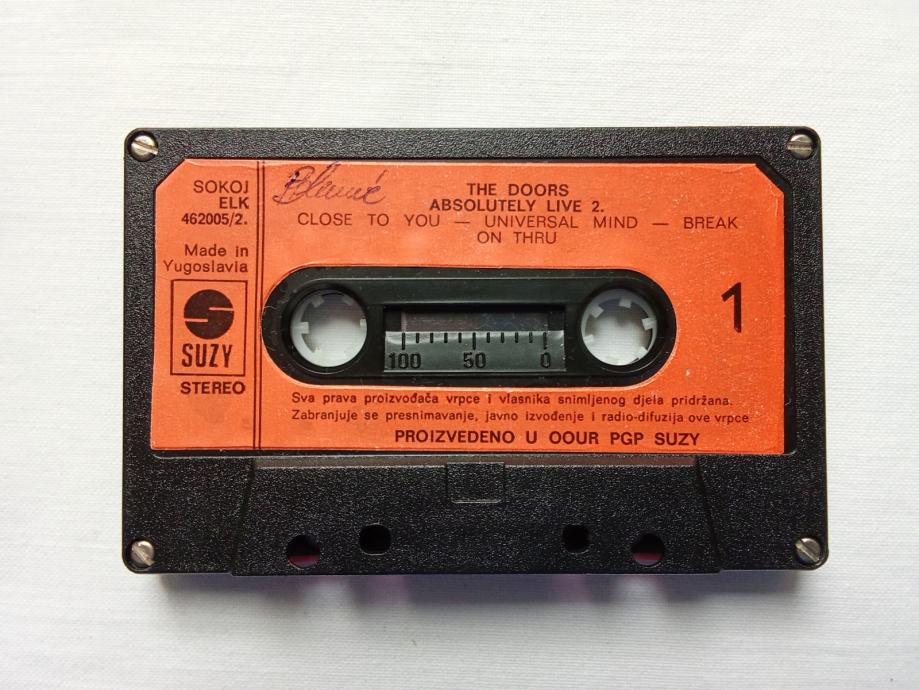 SOKOJ
ELK
462005/2.
Made in
Yugoslavia
SUZY
STEREO
THE DOORS
ABSOLUTELY LIVE 2.
CLOSE TO YOU — UNIVERSAL MIND — BREAK
ON THRU
1
100 50 0
Sva prava proizvođača vrpce i vlasnika snimljenog djela pridržana.
Zabranjuje se presnimavanje, javno izvođenje i radio-difuzija ove vrpce
PROIZVEDENO U OOUR PGP SUZY